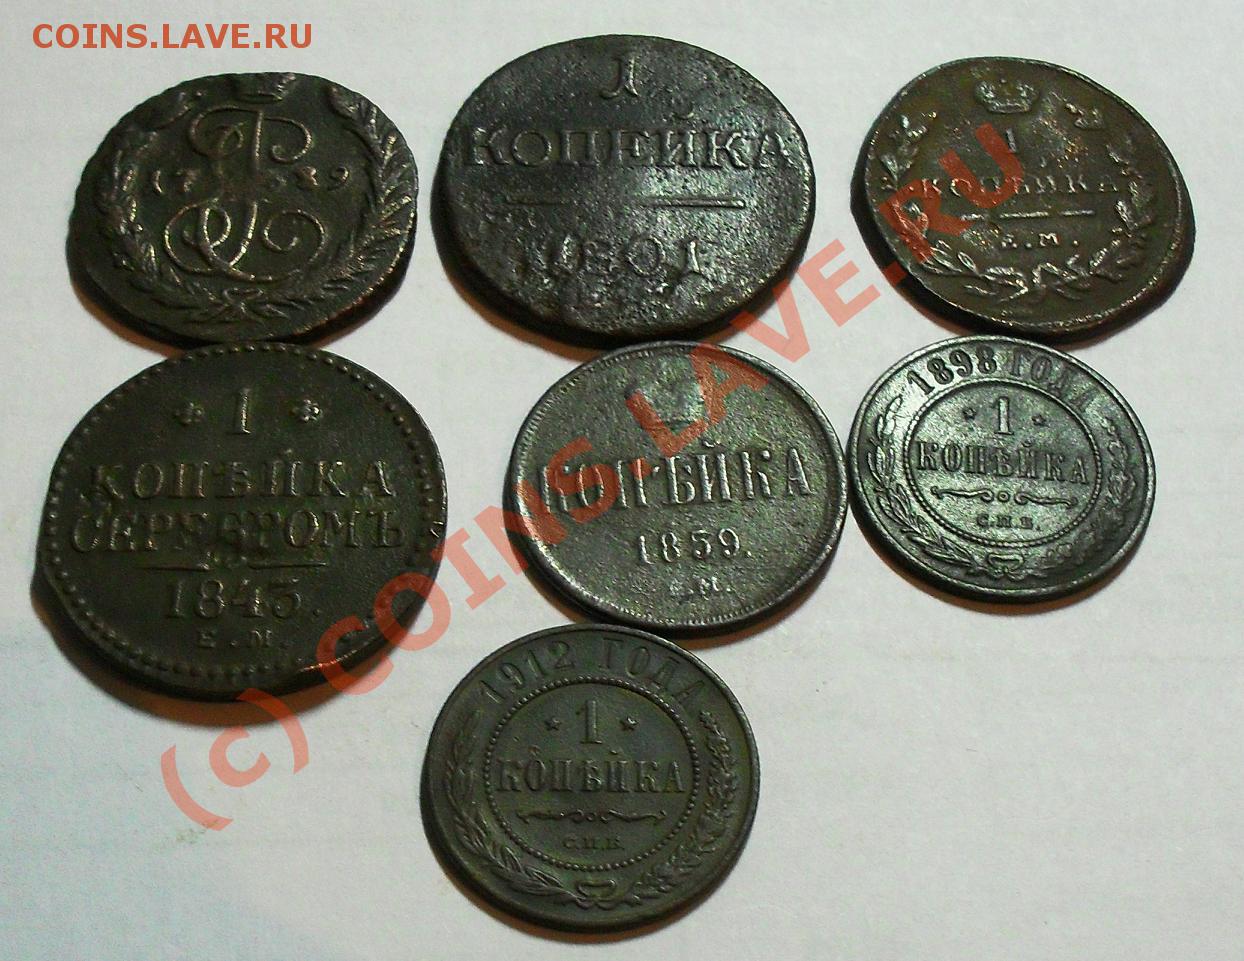 COINS.LAVE.RU
1
КОПЕЙКА
1801
1
КОПѢЙКА
Е.М.
1
КОПѢЙКА
СЕРЕБРОМЪ
1843.
Е.М.
КОПѢЙКА
1859.
Е.М.
1898 ГОДА
1
КОПѢЙКА
С.П.Б.
1912 ГОДА
1
КОПѢЙКА
С.П.Б.
(c) COINS.LAVE.RU